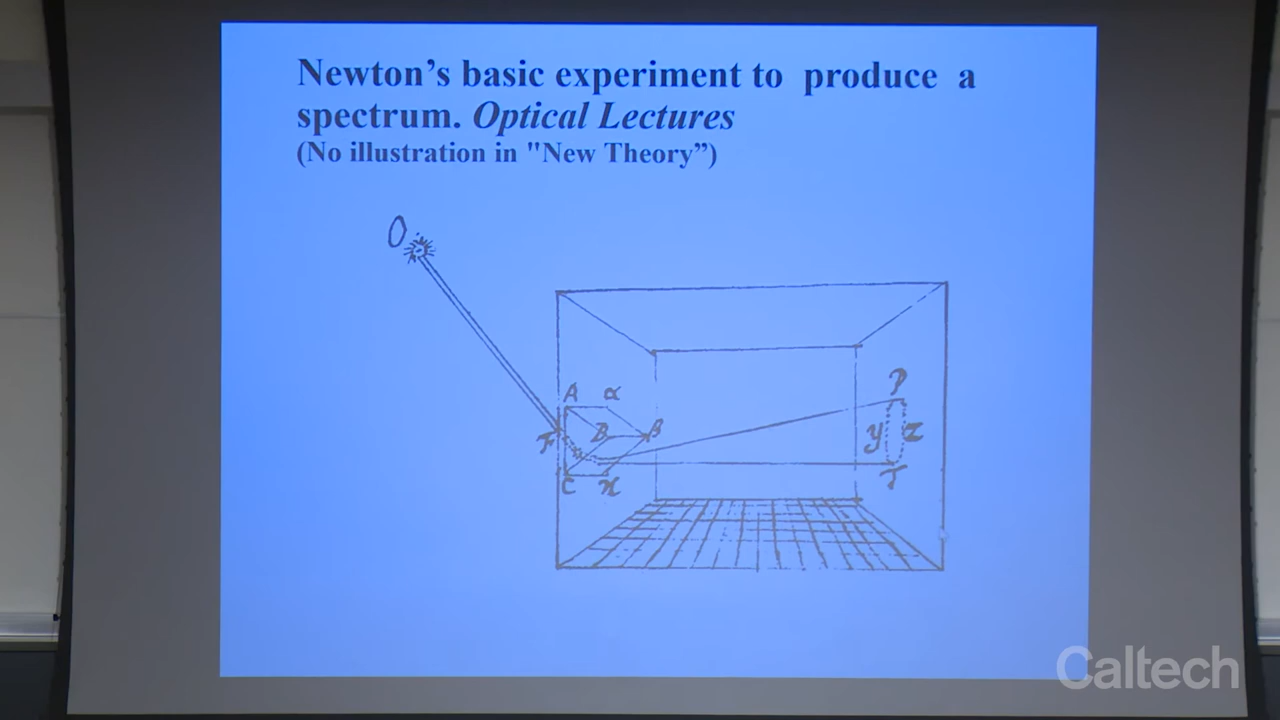 Newton's basic experiment to produce a
spectrum. Optical Lectures
(No illustration in "New Theory”)
O
A α
F B β
C κ
P
y z
T
Caltech